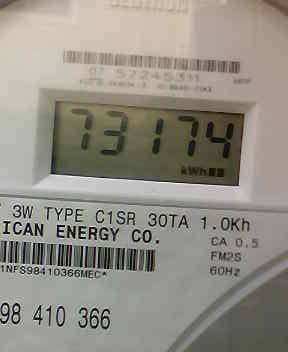 07 57245311
73174
kWh
3W TYPE C1SR 30TA 1.0Kh
ICAN ENERGY CO.
CA 0.5
FM2S
60Hz
1NFS98410366MEC*
98 410 366